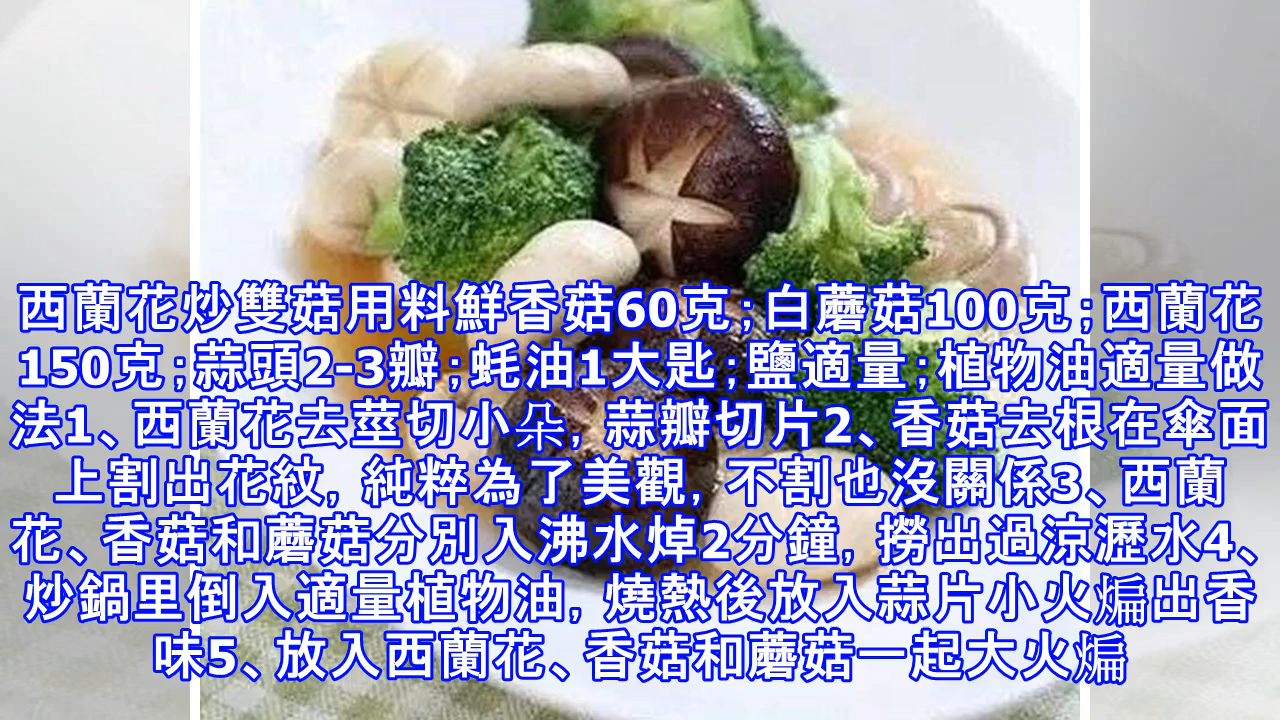 西蘭花炒雙菇用料鮮香菇60克;白蘑菇100克;西蘭花
150克;蒜頭2-3瓣;蚝油1大匙;鹽適量;植物油適量做
法1、西蘭花去莖切小朵,蒜瓣切片2、香菇去根在傘面
上割出花紋,純粹為了美觀,不割也沒關係3、西蘭
花、香菇和蘑菇分別入沸水焯2分鐘,撈出過涼瀝水4、
炒鍋里倒入適量植物油,燒熱後放入蒜片小火煸出香
味5、放入西蘭花、香菇和蘑菇一起大火煸